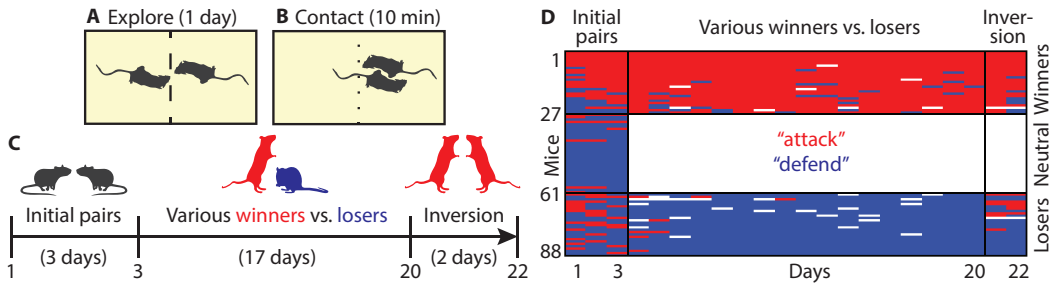 A Explore (1 day)
B Contact (10 min)
C
Initial pairs
Various winners vs. losers
Inversion
(3 days)
(17 days)
(2 days)
1
3
20
22
D
Initial
pairs
Various winners vs. losers
Inver-
sion
1
27
61
88
Mice
"attack"
"defend"
Winners
Neutral
Losers
1
3
Days
20
22